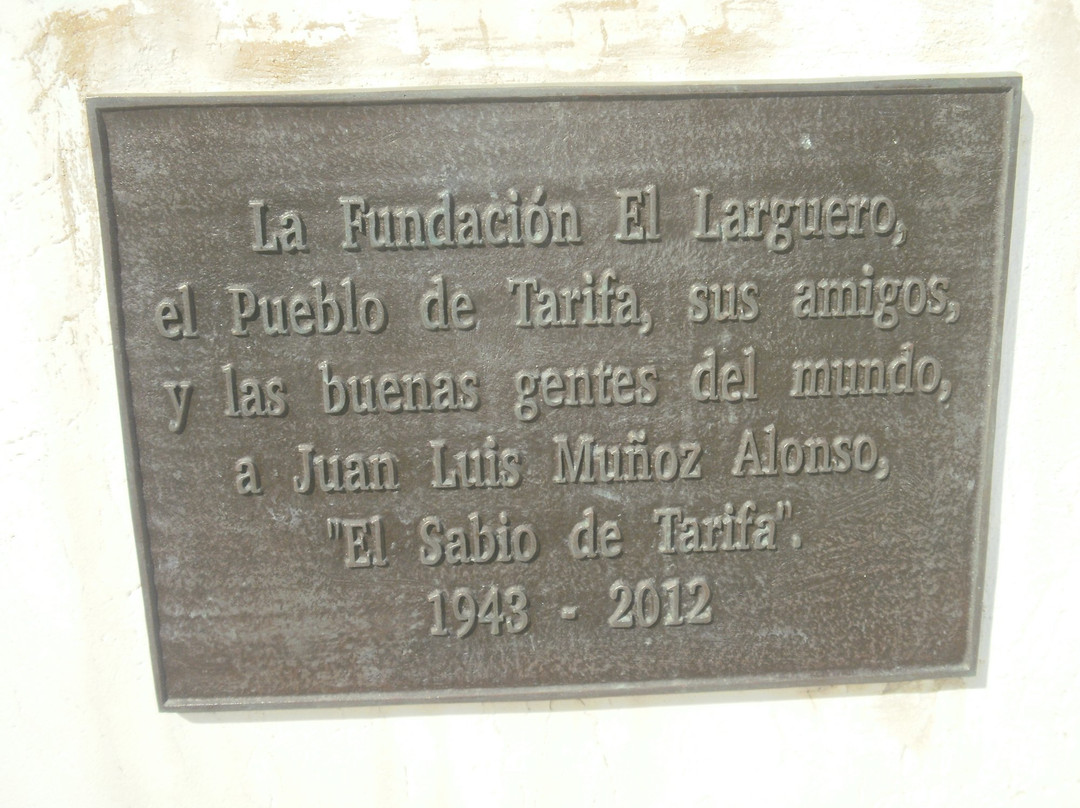 La Fundación El Larguero,
el Pueblo de Tarifa, sus amigos,
y las buenas gentes del mundo,
a Juan Luis Muñoz Alonso,
"El Sabio de Tarifa".
1943 - 2012